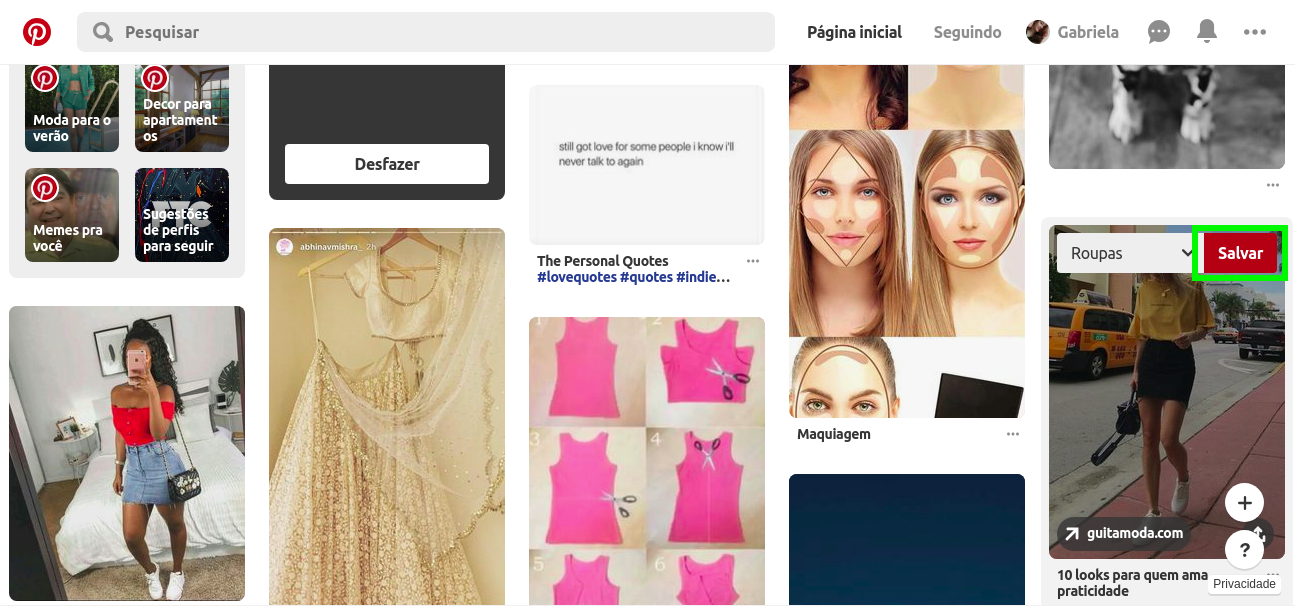 Pesquisar
Página inicial
Seguindo
Gabriela
Moda para o
verão
Decor para
apartament
os
Memes pra
você
Sugestões
de perfis
para seguir
Desfazer
abhinavmishra_ 2h
still got love for some people i know i'll
never talk to again
The Personal Quotes
#lovequotes #quotes #indie…
2
3
4
5
6
Maquiagem
Roupas
Salvar
guitamoda.com
10 looks para quem ama
praticidade
?
Privacidade